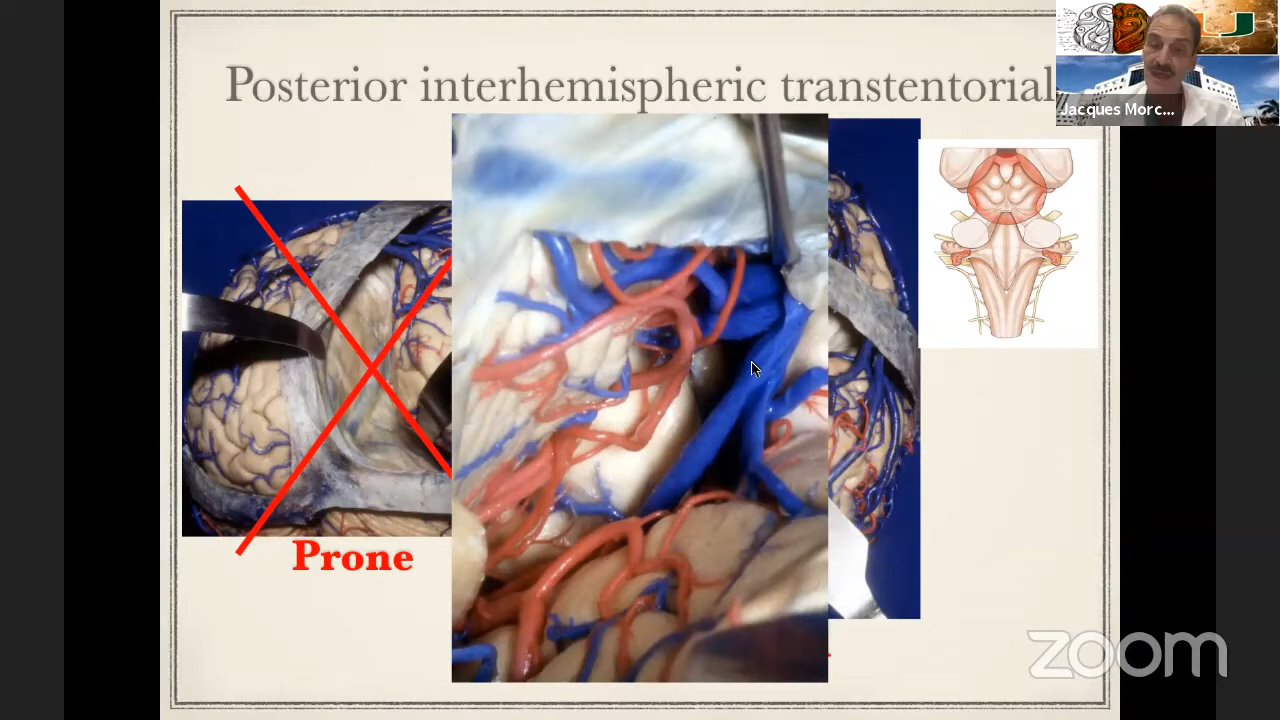 Posterior interhemispheric transtentorial
Jacques Morc...
Prone
zoom